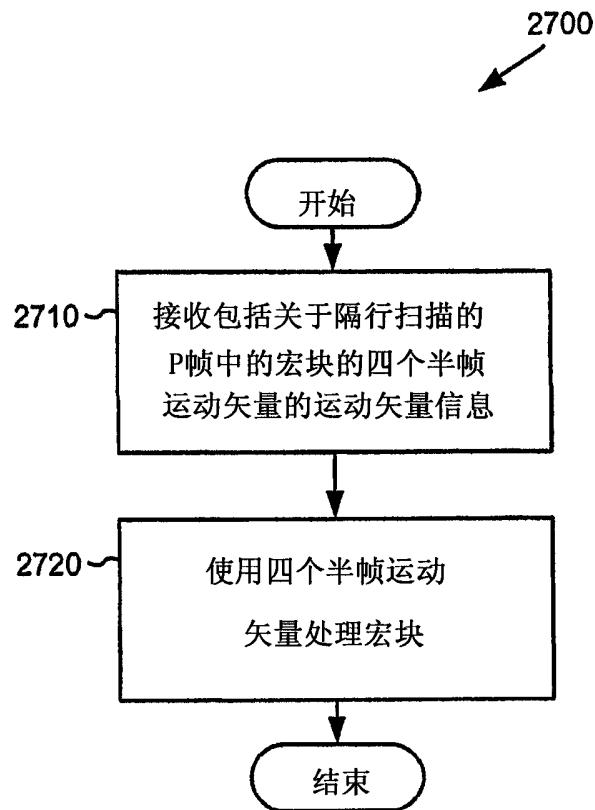 2700
开始
2710
接收包括关于隔行扫描的
P帧中的宏块的四个半帧
运动矢量的运动矢量信息
2720
使用四个半帧运动
矢量处理宏块
结束